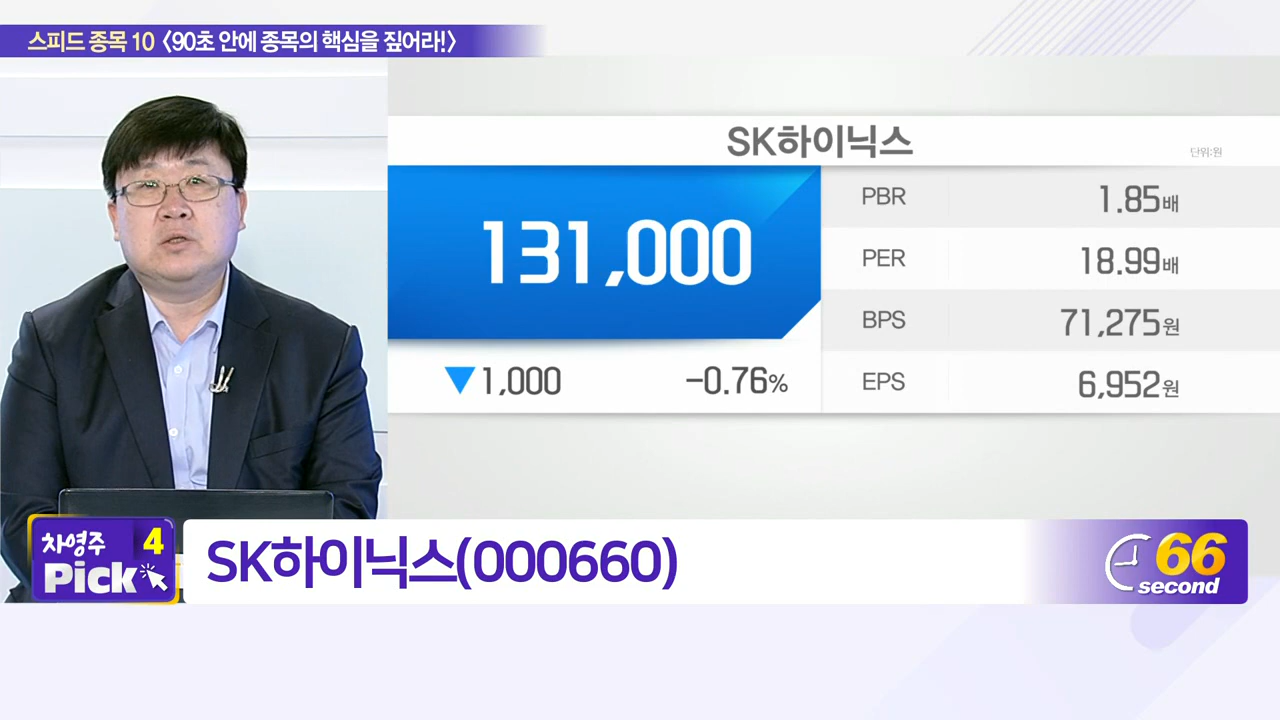 스피드 종목 10 <90초 안에 종목의 핵심을 짚어라!>
SK하이닉스
단위:원
131,000
▼1,000 -0.76%
PBR 1.85배
PER 18.99배
BPS 71,275원
EPS 6,952원
차영주 4
Pick
SK하이닉스(000660)
66
second